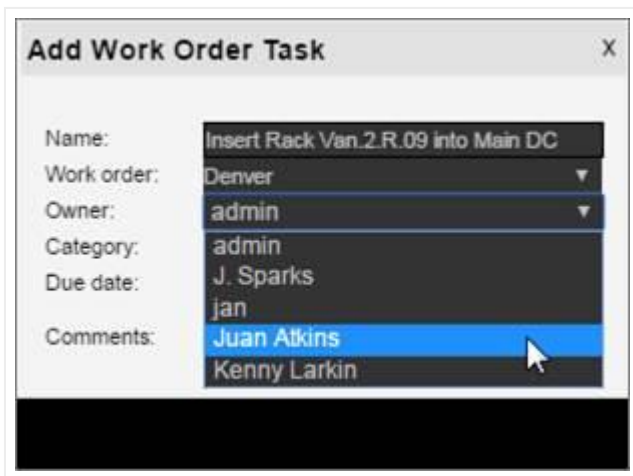 Add Work Order Task X
Name: Insert Rack Van.2.R.09 into Main DC
Work order: Denver ▼
Owner: admin ▼
Category: admin
J. Sparks
Due date:
jan
Comments: Juan Atkins
Kenny Larkin